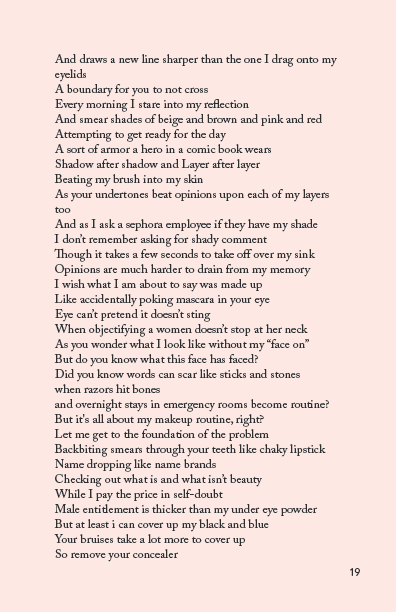 And draws a new line sharper than the one I drag onto my
eyelids
A boundary for you to not cross
Every morning I stare into my reflection
And smear shades of beige and brown and pink and red
Attempting to get ready for the day
A sort of armor a hero in a comic book wears
Shadow after shadow and Layer after layer
Beating my brush into my skin
As your undertones beat opinions upon each of my layers
too
And as I ask a sephora employee if they have my shade
I don't remember asking for shady comment
Though it takes a few seconds to take off over my sink
Opinions are much harder to drain from my memory
I wish what I am about to say was made up
Like accidentally poking mascara in your eye
Eye can't pretend it doesn't sting
When objectifying a women doesn't stop at her neck
As you wonder what I look like without my “face on”
But do you know what this face has faced?
Did you know words can scar like sticks and stones
when razors hit bones
and overnight stays in emergency rooms become routine?
But it's all about my makeup routine, right?
Let me get to the foundation of the problem
Backbiting smears through your teeth like chaky lipstick
Name dropping like name brands
Checking out what is and what isn't beauty
While I pay the price in self-doubt
Male entitlement is thicker than my under eye powder
But at least i can cover up my black and blue
Your bruises take a lot more to cover up
So remove your concealer
19